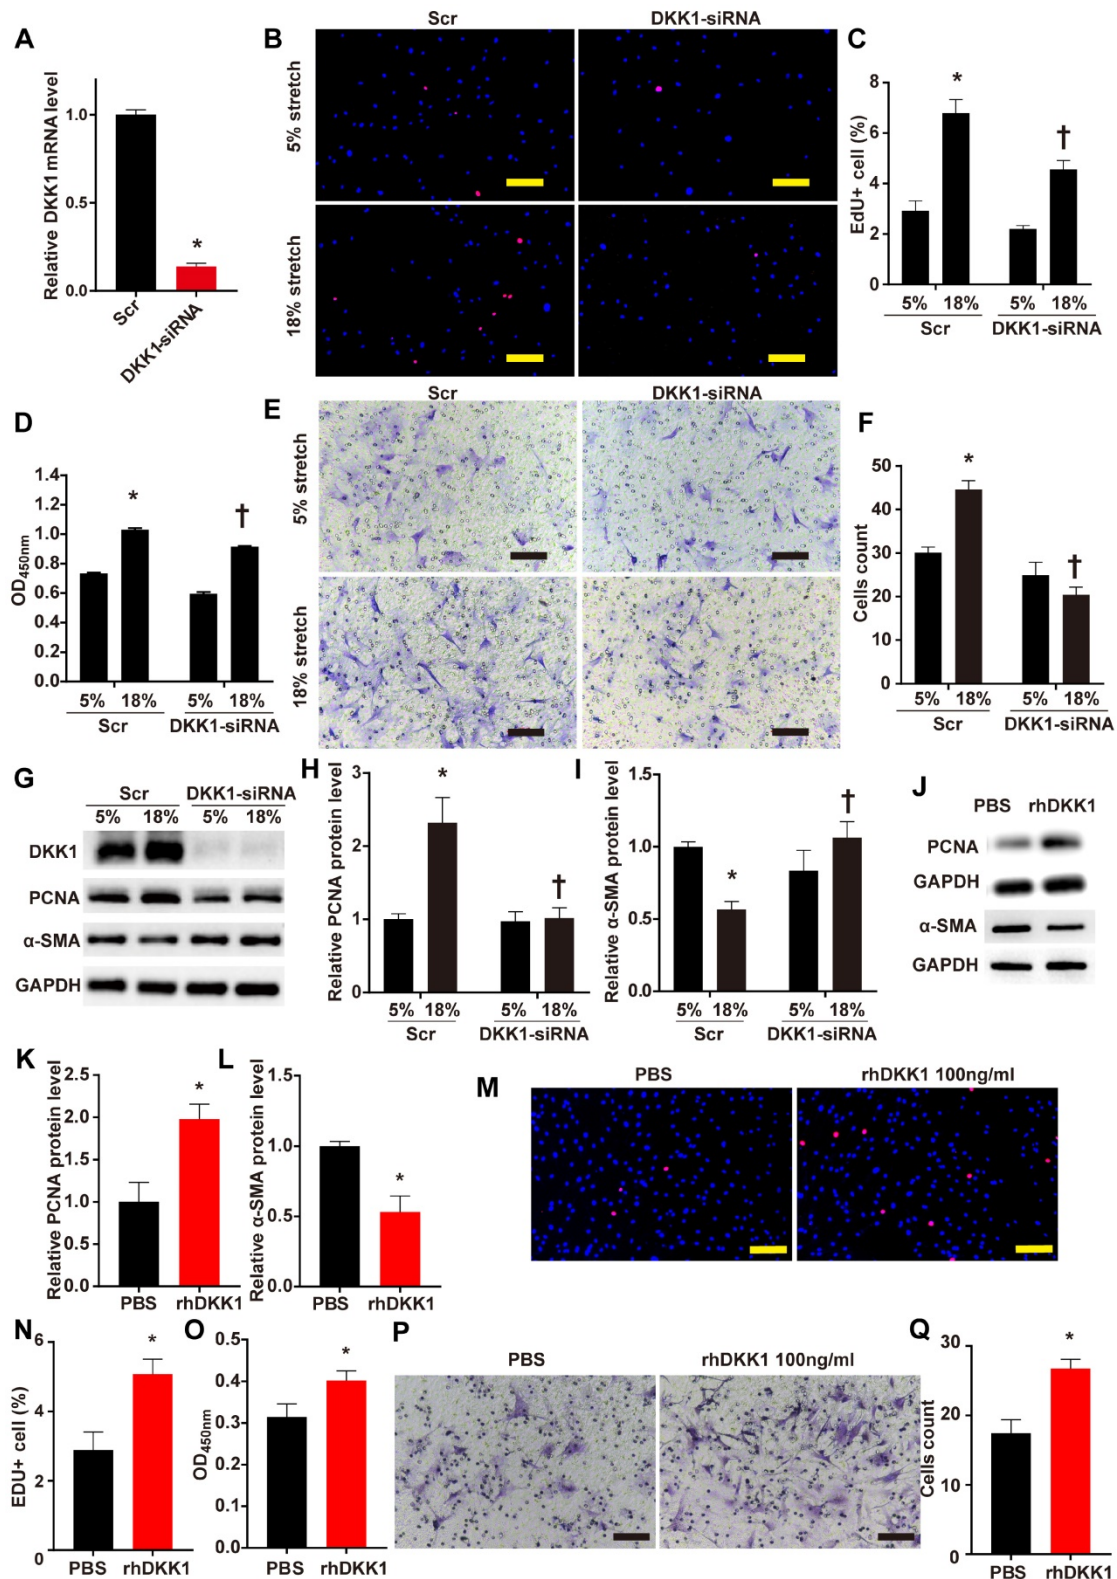 A
Relative DKK1 mRNA level
1.0
0.5
0.0
*
Scr
DKK1-siRNA
B
Scr
DKK1-siRNA
5% stretch
18% stretch
C
EdU+ cell (%)
8
6
4
2
0
*
†
5% 18% 5% 18%
Scr DKK1-siRNA
D
OD450nm
1.4
1.2
1.0
0.8
0.6
0.4
0.2
0.0
*
†
5% 18% 5% 18%
Scr DKK1-siRNA
E
Scr
DKK1-siRNA
5% stretch
18% stretch
F
Cells count
50
40
30
20
10
0
*
†
5% 18% 5% 18%
Scr DKK1-siRNA
G
Scr DKK1-siRNA
5% 18% 5% 18%
DKK1
PCNA
α-SMA
GAPDH
H
Relative PCNA protein level
3
2
1
0
*
†
5% 18% 5% 18%
Scr DKK1-siRNA
I
Relative α-SMA protein level
1.5
1.0
0.5
0.0
*
†
5% 18% 5% 18%
Scr DKK1-siRNA
J
PBS rhDKK1
PCNA
GAPDH
α-SMA
GAPDH
K
Relative PCNA protein level
2.5
2.0
1.5
1.0
0.5
0.0
*
PBS rhDKK1
L
Relative α-SMA protein level
1.5
1.0
0.5
0.0
*
PBS rhDKK1
M
PBS
rhDKK1 100ng/ml
N
EDU+ cell (%)
6
4
2
0
*
PBS rhDKK1
O
OD450nm
0.5
0.4
0.3
0.2
0.1
0.0
*
PBS rhDKK1
P
PBS
rhDKK1 100ng/ml
Q
Cells count
30
20
10
0
*
PBS rhDKK1